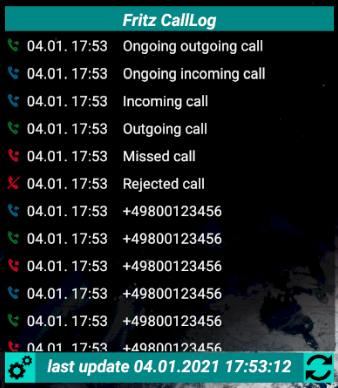 Fritz CallLog
04.01. 17:53 Ongoing outgoing call
04.01. 17:53 Ongoing incoming call
04.01. 17:53 Incoming call
04.01. 17:53 Outgoing call
04.01. 17:53 Missed call
04.01. 17:53 Rejected call
04.01. 17:53 +49800123456
04.01. 17:53 +49800123456
04.01. 17:53 +49800123456
04.01. 17:53 +49800123456
04.01. 17:53 +49800123456
04.01. 17:53 +49800123456
last update 04.01.2021 17:53:12